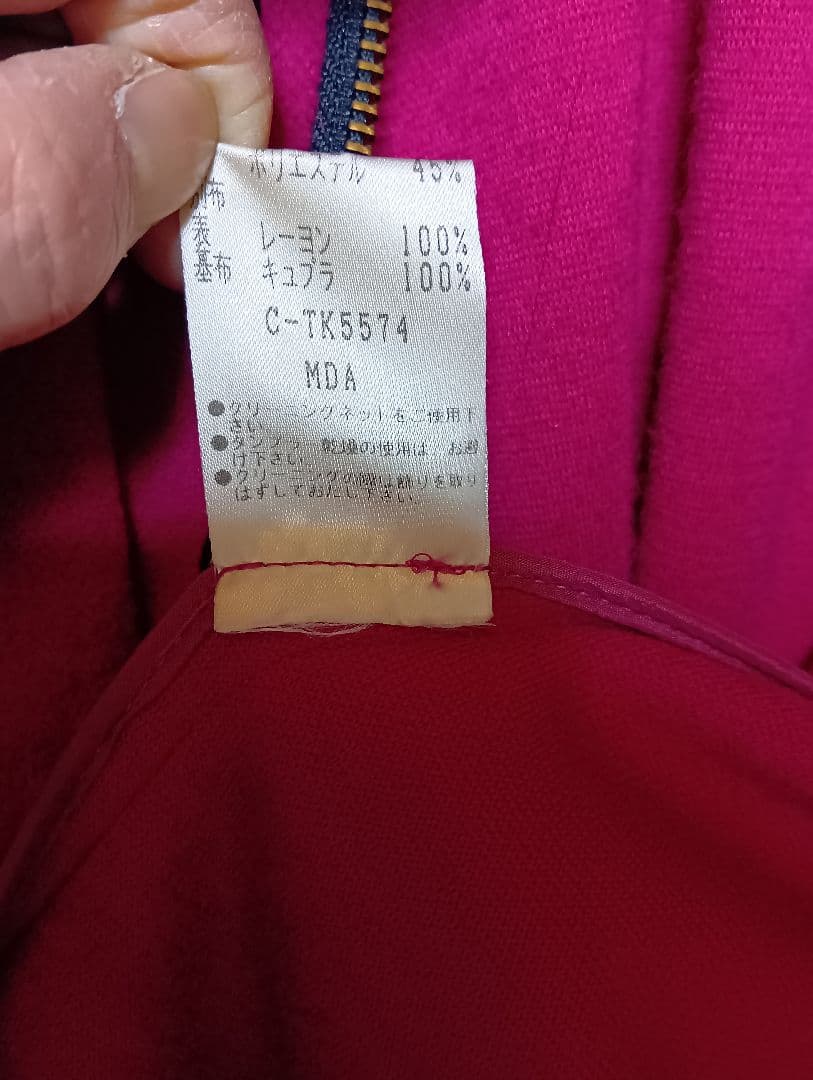 ポリエステル 45%
別布
表 レーヨン 100%
基布 キュプラ 100%
C-TK5574
MDA
●クリーニングネットをご使用下
さい。
●タンブラー乾燥の使用は、お避
け下さい。
●クリーニングの際は飾りを取り
はずしておだし下さい。